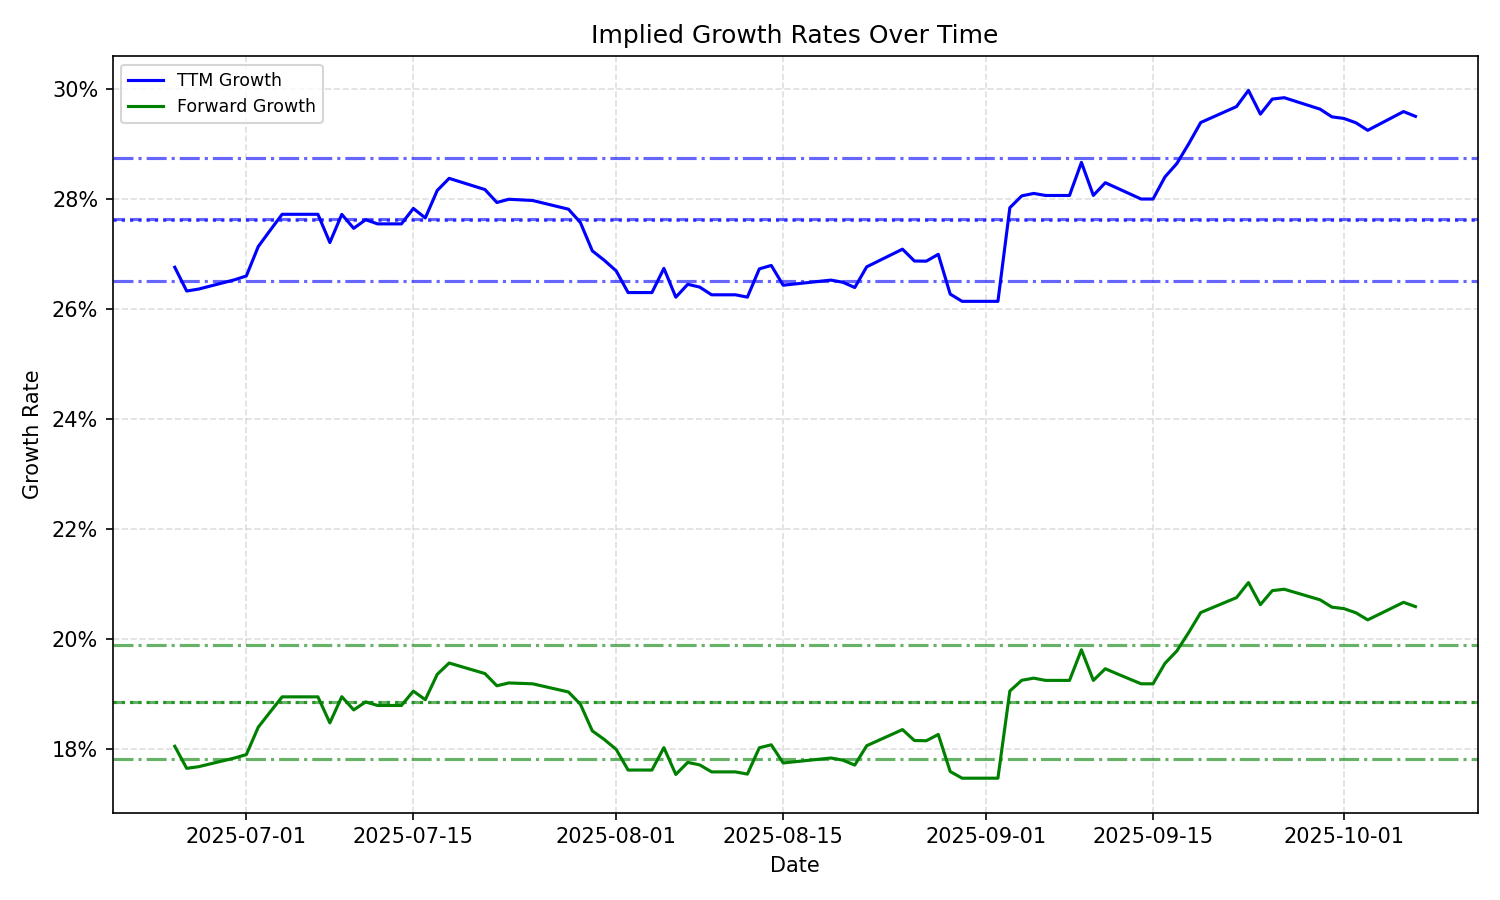 Implied Growth Rates Over Time
TTM Growth
Forward Growth
30%
28%
26%
24%
22%
20%
18%
Growth Rate
2025-07-01
2025-07-15
2025-08-01
2025-08-15
2025-09-01
2025-09-15
2025-10-01
Date